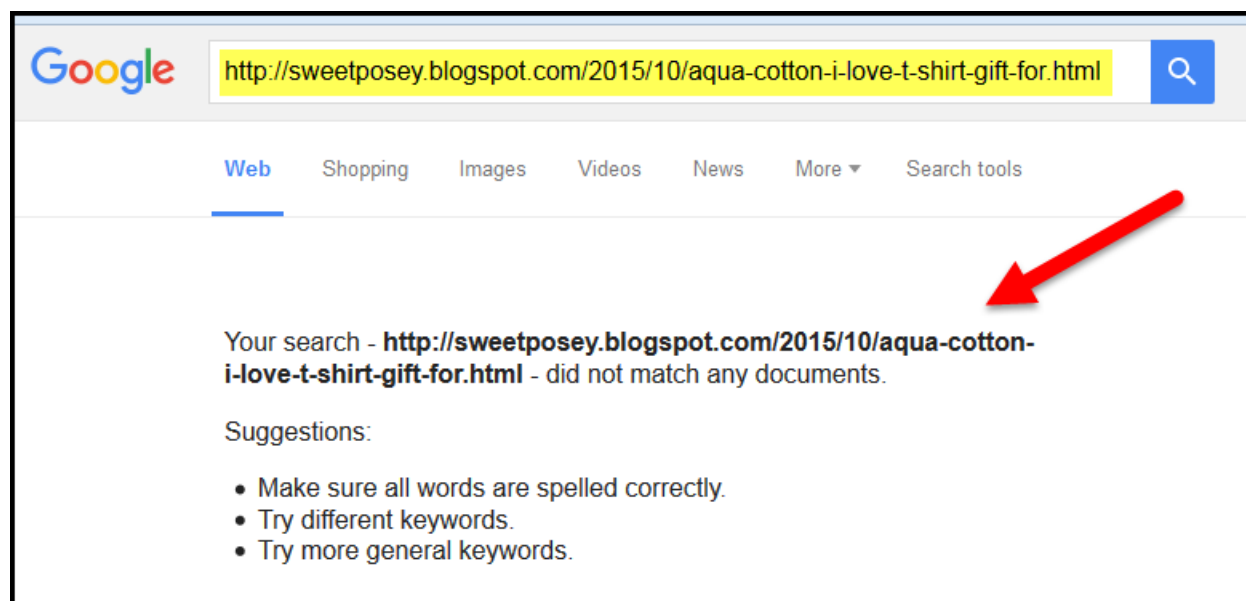 Google
http://sweetposey.blogspot.com/2015/10/aqua-cotton-i-love-t-shirt-gift-for.html
Web Shopping Images Videos News More Search tools
Your search - http://sweetposey.blogspot.com/2015/10/aqua-cotton-
i-love-t-shirt-gift-for.html - did not match any documents.
Suggestions:
• Make sure all words are spelled correctly.
• Try different keywords.
• Try more general keywords.